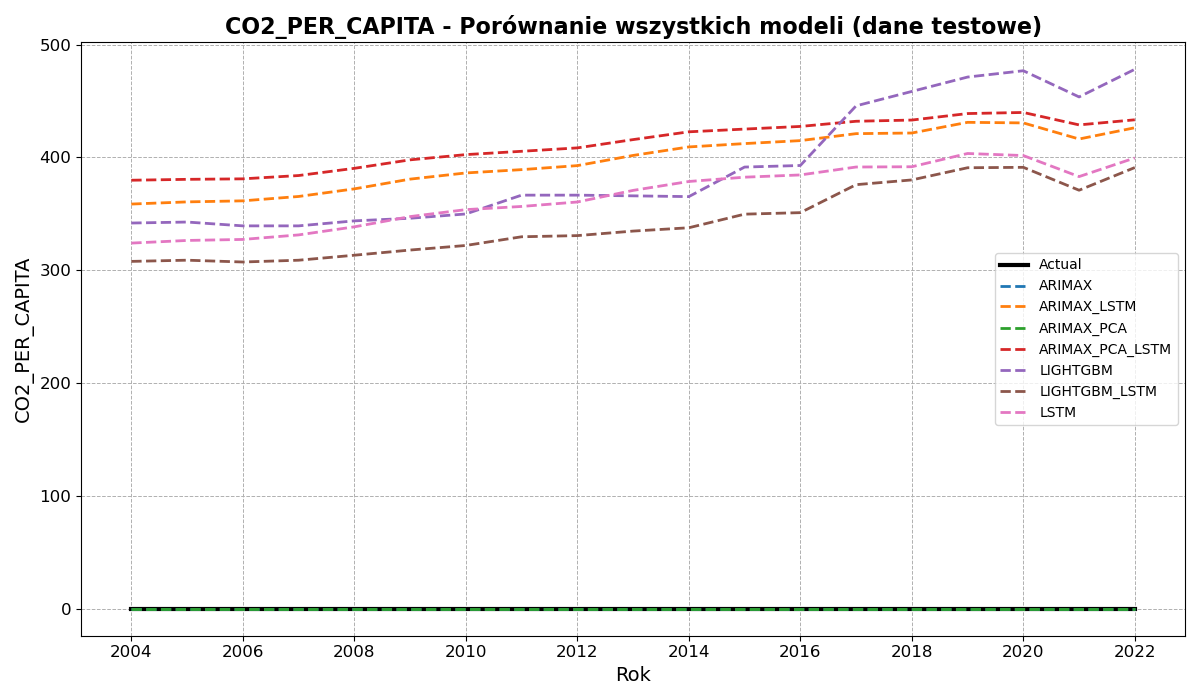 CO2_PER_CAPITA - Porównanie wszystkich modeli (dane testowe)
500
400
300
200
100
0
CO2_PER_CAPITA
Actual
ARIMAX
ARIMAX_LSTM
ARIMAX_PCA
ARIMAX_PCA_LSTM
LIGHTGBM
LIGHTGBM_LSTM
LSTM
2004 2006 2008 2010 2012 2014 2016 2018 2020 2022
Rok